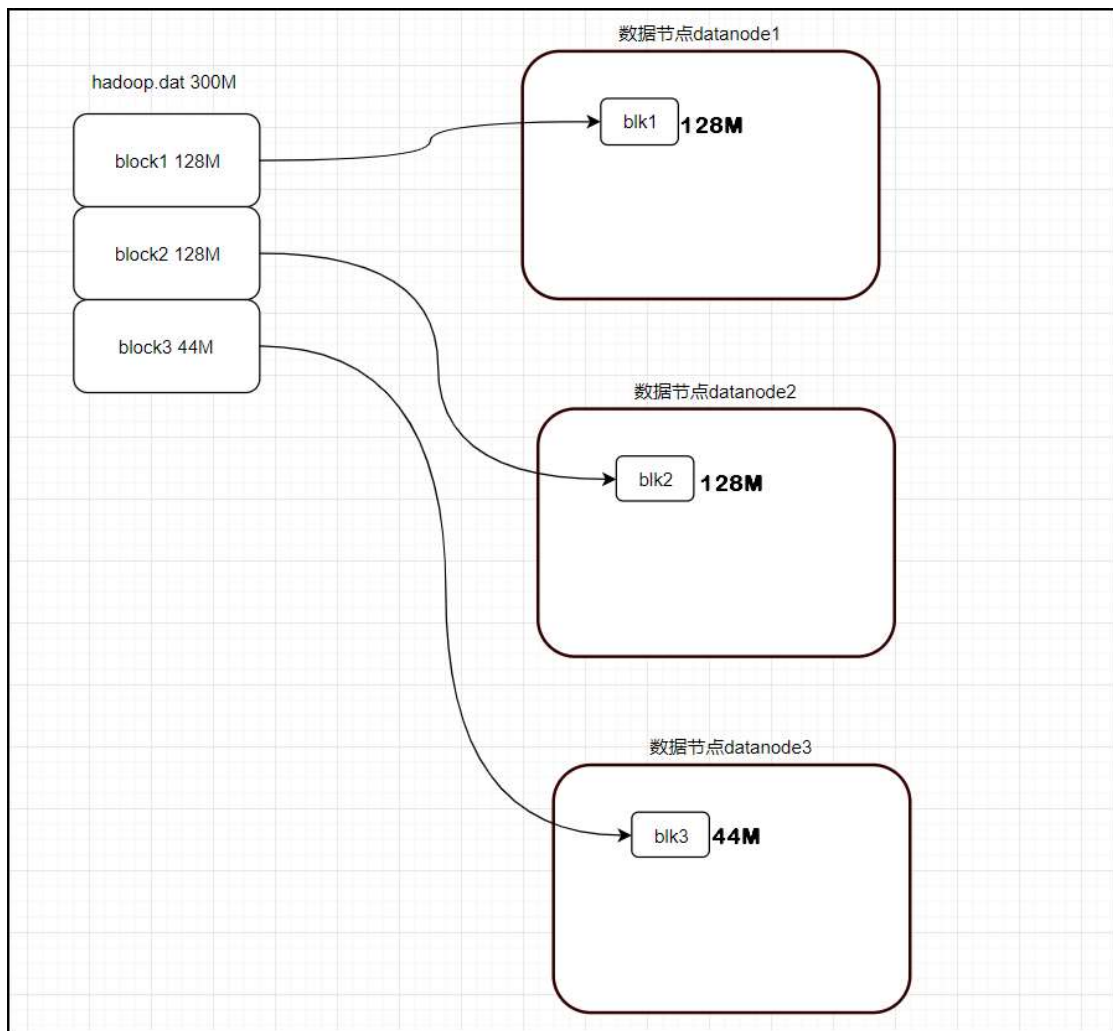 hadoop.dat 300M
block1 128M
block2 128M
block3 44M
数据节点datanode1
blk1 128M
数据节点datanode2
blk2 128M
数据节点datanode3
blk3 44M